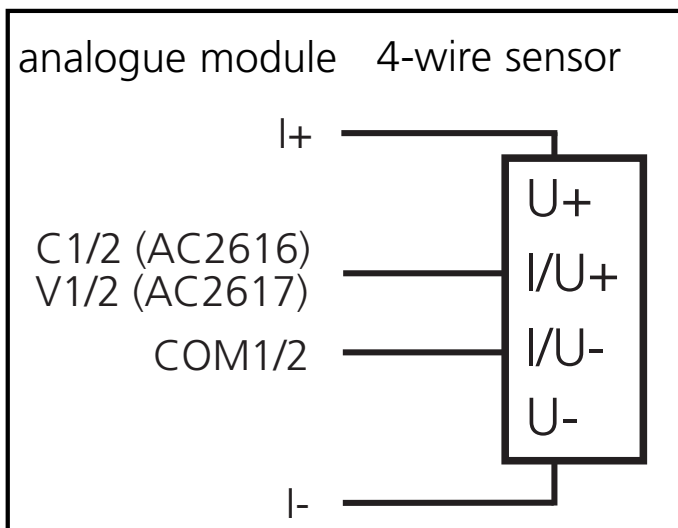 analogue module 4-wire sensor
I+
U+
C1/2 (AC2616)
V1/2 (AC2617)
I/U+
COM1/2
I/U-
U-
I-